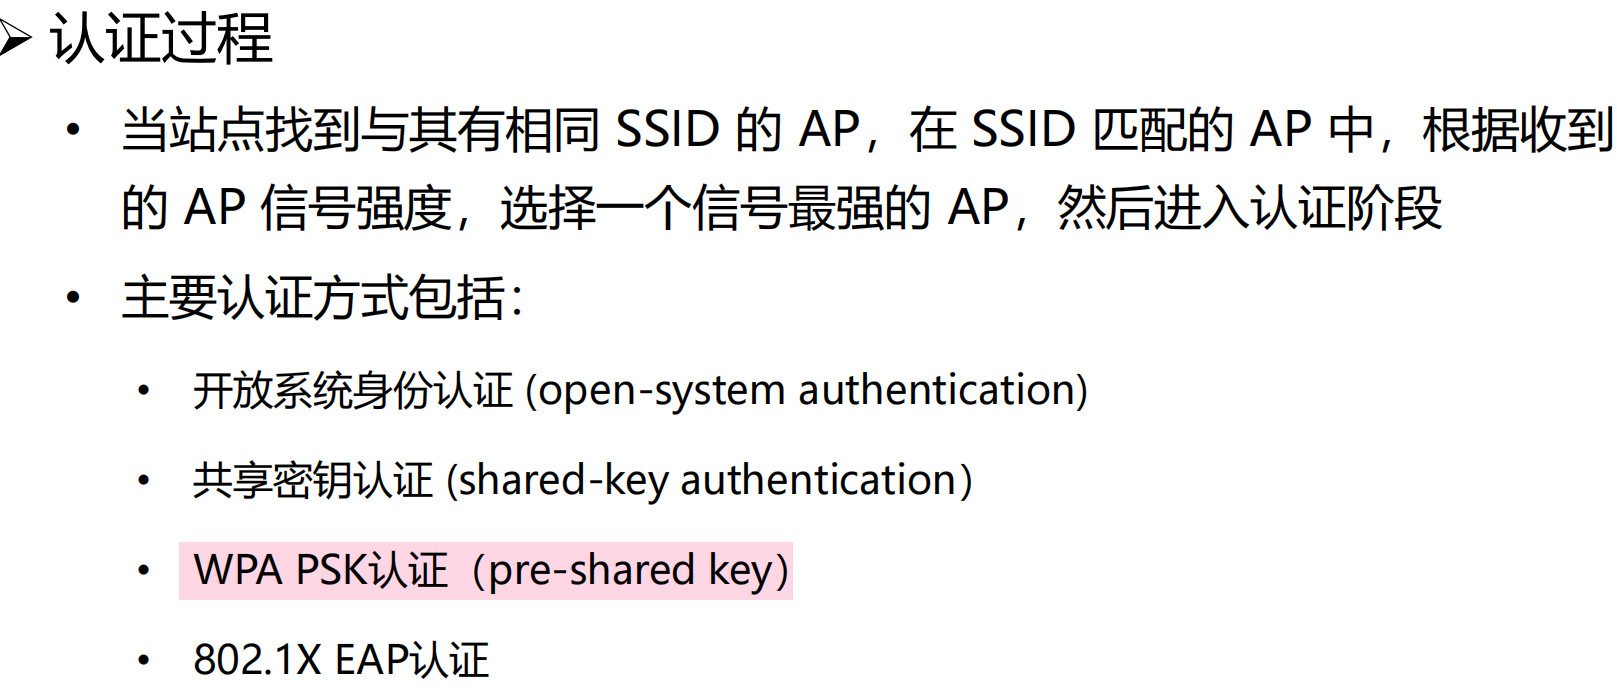 ➢ 认证过程
• 当站点找到与其有相同 SSID 的 AP，在 SSID 匹配的 AP 中，根据收到
的 AP 信号强度，选择一个信号最强的 AP，然后进入认证阶段
• 主要认证方式包括：
• 开放系统身份认证 (open-system authentication)
• 共享密钥认证 (shared-key authentication）
• WPA PSK认证（pre-shared key）
• 802.1X EAP认证